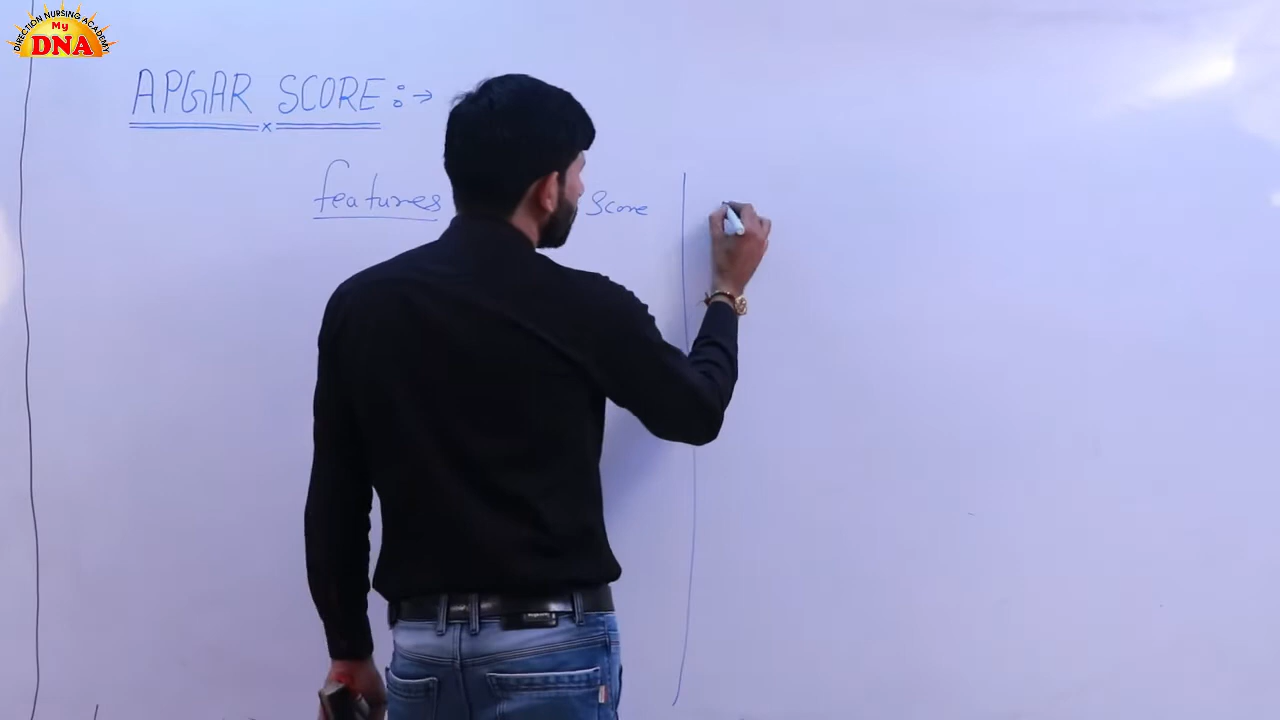 DIRECTION NURSING ACADEMY
My
DNA
APGAR SCORE :→
features Score